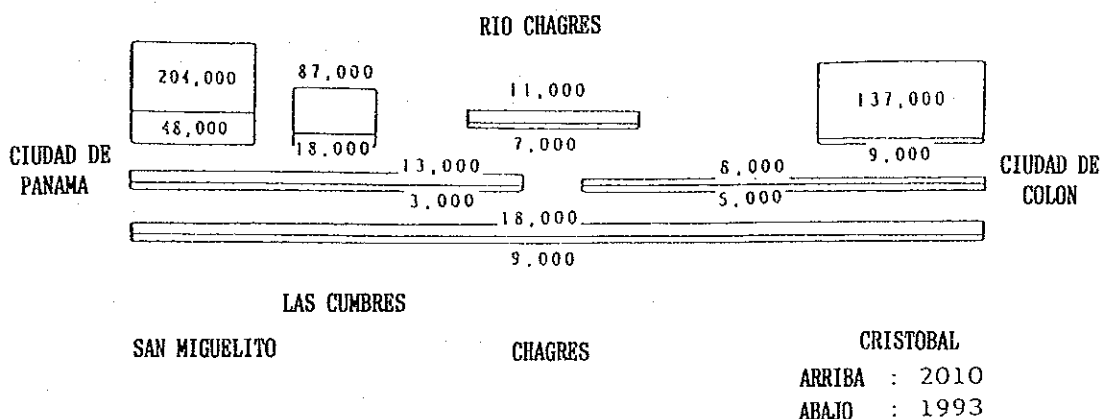 RIO CHAGRES
204,000
87,000
11,000
137,000
48,000
18.000
7,000
9,000
CIUDAD DE
PANAMA
13,000
8,000
CIUDAD DE
COLON
3,000
5,000
18,000
9,000
LAS CUMBRES
SAN MIGUELITO
CHAGRES
CRISTOBAL
ARRIBA : 2010
ABAJO : 1993